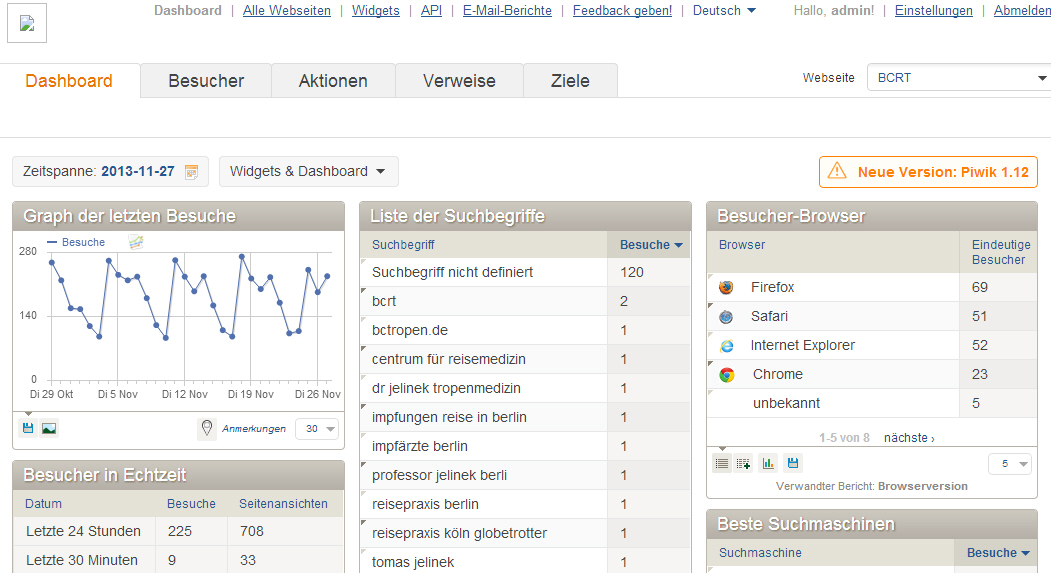 Dashboard | Alle Webseiten | Widgets | API | E-Mail-Berichte | Feedback geben! | Deutsch
Hallo, admin! | Einstellungen | Abmelden
Dashboard Besucher Aktionen Verweise Ziele
Webseite BCRT
Zeitspanne: 2013-11-27
Widgets & Dashboard
Neue Version: Piwik 1.12
Graph der letzten Besuche
Besuche
280
140
0
Di 29 Okt Di 5 Nov Di 12 Nov Di 19 Nov Di 26 Nov
Anmerkungen 30
Besucher in Echtzeit
Datum Besuche Seitenansichten
Letzte 24 Stunden 225 708
Letzte 30 Minuten 9 33
Liste der Suchbegriffe
Suchbegriff Besuche
Suchbegriff nicht definiert 120
bcrt 2
bctropen.de 1
centrum für reisemedizin 1
dr jelinek tropenmedizin 1
impfungen reise in berlin 1
impfärzte berlin 1
professor jelinek berli 1
reisepraxis berlin 1
reisepraxis köln globetrotter 1
tomas jelinek 1
Besucher-Browser
Browser Eindeutige
Besucher
Firefox 69
Safari 51
Internet Explorer 52
Chrome 23
unbekannt 5
1-5 von 8 nächste ›
5
Verwandter Bericht: Browserversion
Beste Suchmaschinen
Suchmaschine Besuche